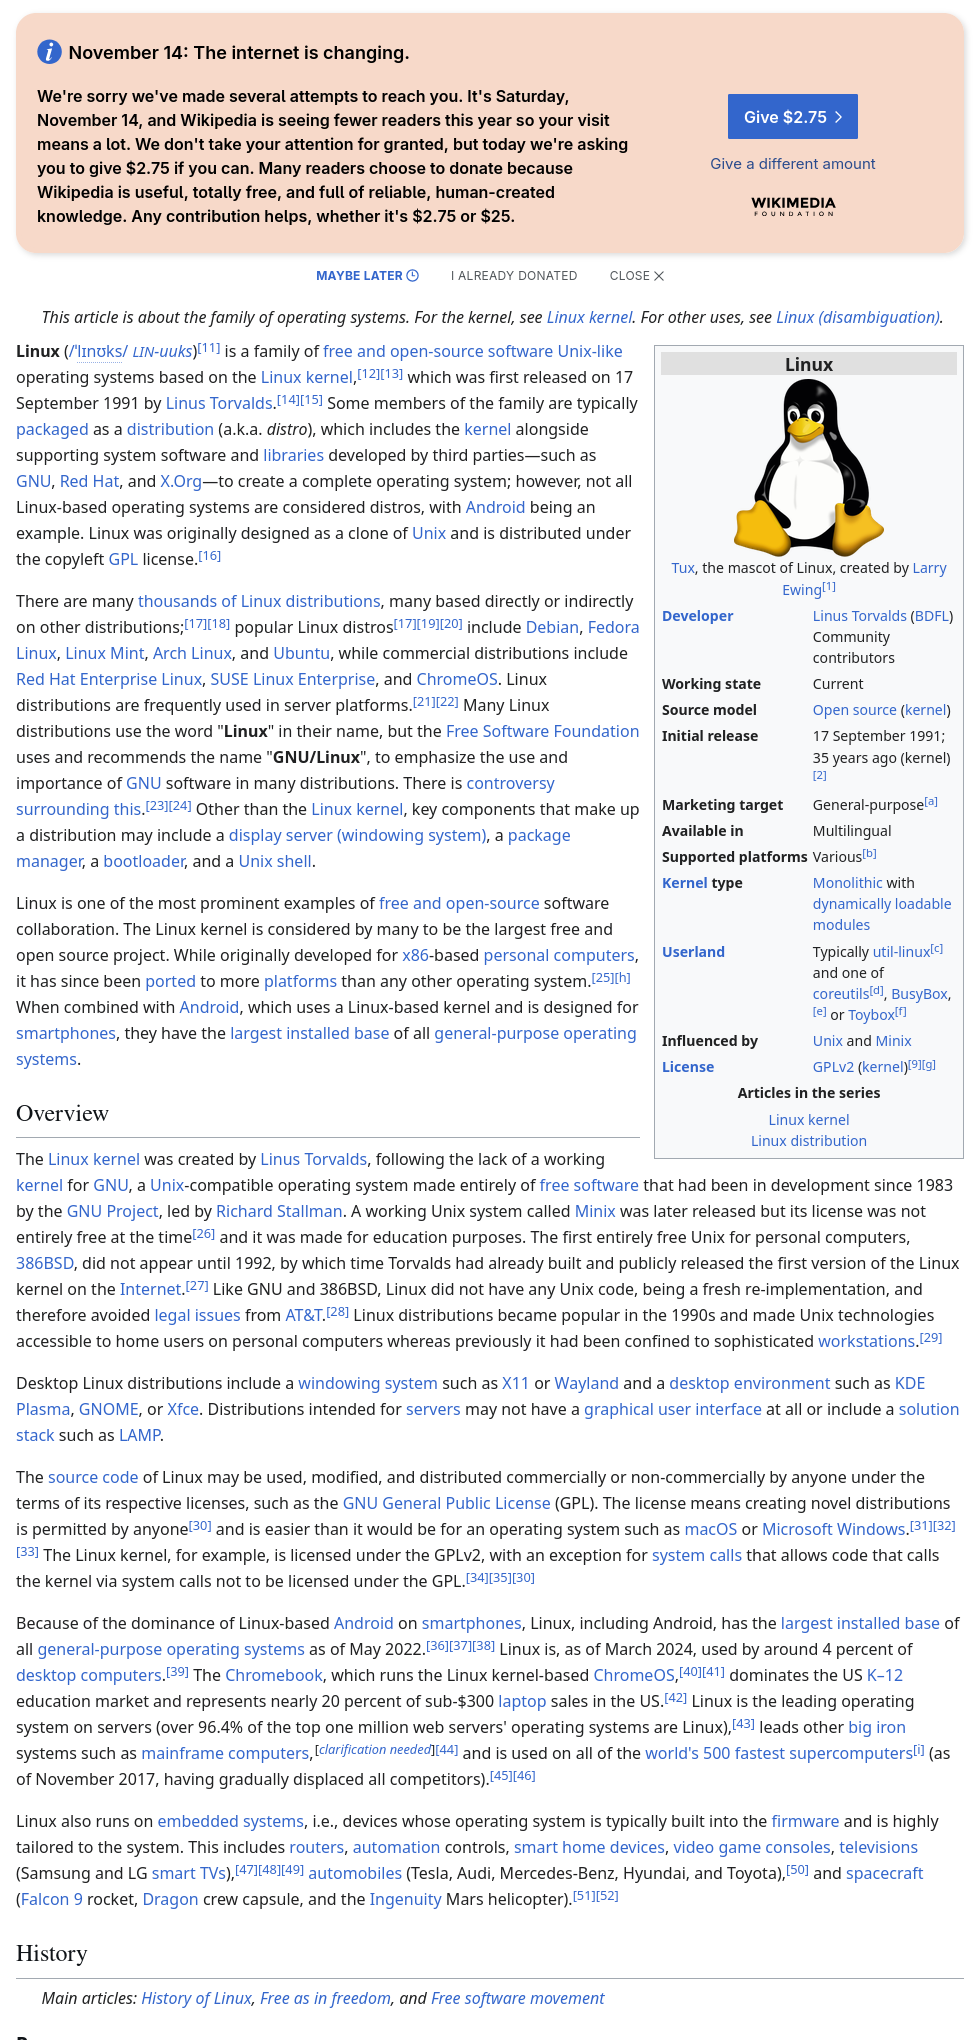 November 14: The internet is changing.
We're sorry we've made several attempts to reach you. It's Saturday,
November 14, and Wikipedia is seeing fewer readers this year so your visit
means a lot. We don't take your attention for granted, but today we're asking
you to give $2.75 if you can. Many readers choose to donate because
Wikipedia is useful, totally free, and full of reliable, human-created
knowledge. Any contribution helps, whether it's $2.75 or $25.
Give $2.75
Give a different amount
WIKIMEDIA
FOUNDATION
MAYBE LATER
I ALREADY DONATED
CLOSE
This article is about the family of operating systems. For the kernel, see Linux kernel. For other uses, see Linux (disambiguation).
Linux (/ˈlɪnʊks/ LIN-uuks)[11] is a family of free and open-source software Unix-like
operating systems based on the Linux kernel,[12][13] which was first released on 17
September 1991 by Linus Torvalds.[14][15] Some members of the family are typically
packaged as a distribution (a.k.a. distro), which includes the kernel alongside
supporting system software and libraries developed by third parties—such as
GNU, Red Hat, and X.Org—to create a complete operating system; however, not all
Linux-based operating systems are considered distros, with Android being an
example. Linux was originally designed as a clone of Unix and is distributed under
the copyleft GPL license.[16]
There are many thousands of Linux distributions, many based directly or indirectly
on other distributions;[17][18] popular Linux distros[17][19][20] include Debian, Fedora
Linux, Linux Mint, Arch Linux, and Ubuntu, while commercial distributions include
Red Hat Enterprise Linux, SUSE Linux Enterprise, and ChromeOS. Linux
distributions are frequently used in server platforms.[21][22] Many Linux
distributions use the word "Linux" in their name, but the Free Software Foundation
uses and recommends the name "GNU/Linux", to emphasize the use and
importance of GNU software in many distributions. There is controversy
surrounding this.[23][24] Other than the Linux kernel, key components that make up
a distribution may include a display server (windowing system), a package
manager, a bootloader, and a Unix shell.
Linux is one of the most prominent examples of free and open-source software
collaboration. The Linux kernel is considered by many to be the largest free and
open source project. While originally developed for x86-based personal computers,
it has since been ported to more platforms than any other operating system.[25][h]
When combined with Android, which uses a Linux-based kernel and is designed for
smartphones, they have the largest installed base of all general-purpose operating
systems.
Linux
Tux, the mascot of Linux, created by Larry
Ewing[1]
Developer Linus Torvalds (BDFL)
Community
contributors
Working state Current
Source model Open source (kernel)
Initial release 17 September 1991;
35 years ago (kernel)
[2]
Marketing target General-purpose[a]
Available in Multilingual
Supported platforms Various[b]
Kernel type Monolithic with
dynamically loadable
modules
Userland Typically util-linux[c]
and one of
coreutils[d], BusyBox,
[e] or Toybox[f]
Influenced by Unix and Minix
License GPLv2 (kernel)[9][g]
Articles in the series
Linux kernel
Linux distribution
Overview
The Linux kernel was created by Linus Torvalds, following the lack of a working
kernel for GNU, a Unix-compatible operating system made entirely of free software that had been in development since 1983
by the GNU Project, led by Richard Stallman. A working Unix system called Minix was later released but its license was not
entirely free at the time[26] and it was made for education purposes. The first entirely free Unix for personal computers,
386BSD, did not appear until 1992, by which time Torvalds had already built and publicly released the first version of the Linux
kernel on the Internet.[27] Like GNU and 386BSD, Linux did not have any Unix code, being a fresh re-implementation, and
therefore avoided legal issues from AT&T.[28] Linux distributions became popular in the 1990s and made Unix technologies
accessible to home users on personal computers whereas previously it had been confined to sophisticated workstations.[29]
Desktop Linux distributions include a windowing system such as X11 or Wayland and a desktop environment such as KDE
Plasma, GNOME, or Xfce. Distributions intended for servers may not have a graphical user interface at all or include a solution
stack such as LAMP.
The source code of Linux may be used, modified, and distributed commercially or non-commercially by anyone under the
terms of its respective licenses, such as the GNU General Public License (GPL). The license means creating novel distributions
is permitted by anyone[30] and is easier than it would be for an operating system such as macOS or Microsoft Windows.[31][32]
[33] The Linux kernel, for example, is licensed under the GPLv2, with an exception for system calls that allows code that calls
the kernel via system calls not to be licensed under the GPL.[34][35][30]
Because of the dominance of Linux-based Android on smartphones, Linux, including Android, has the largest installed base of
all general-purpose operating systems as of May 2022.[36][37][38] Linux is, as of March 2024, used by around 4 percent of
desktop computers.[39] The Chromebook, which runs the Linux kernel-based ChromeOS,[40][41] dominates the US K–12
education market and represents nearly 20 percent of sub-$300 laptop sales in the US.[42] Linux is the leading operating
system on servers (over 96.4% of the top one million web servers' operating systems are Linux),[43] leads other big iron
systems such as mainframe computers,[clarification needed][44] and is used on all of the world's 500 fastest supercomputers[i] (as
of November 2017, having gradually displaced all competitors).[45][46]
Linux also runs on embedded systems, i.e., devices whose operating system is typically built into the firmware and is highly
tailored to the system. This includes routers, automation controls, smart home devices, video game consoles, televisions
(Samsung and LG smart TVs),[47][48][49] automobiles (Tesla, Audi, Mercedes-Benz, Hyundai, and Toyota),[50] and spacecraft
(Falcon 9 rocket, Dragon crew capsule, and the Ingenuity Mars helicopter).[51][52]
History
Main articles: History of Linux, Free as in freedom, and Free software movement